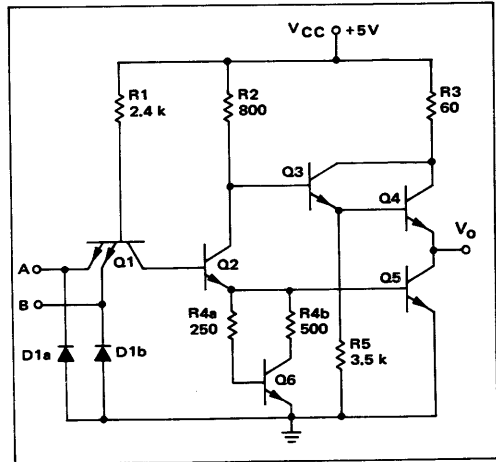 VCC +5V
R1
2.4 k
R2
800
R3
60
Q3
Q4
Vo
A
Q1
Q2
Q5
B
R4a
250
R4b
500
D1a
D1b
R5
3.5 k
Q6